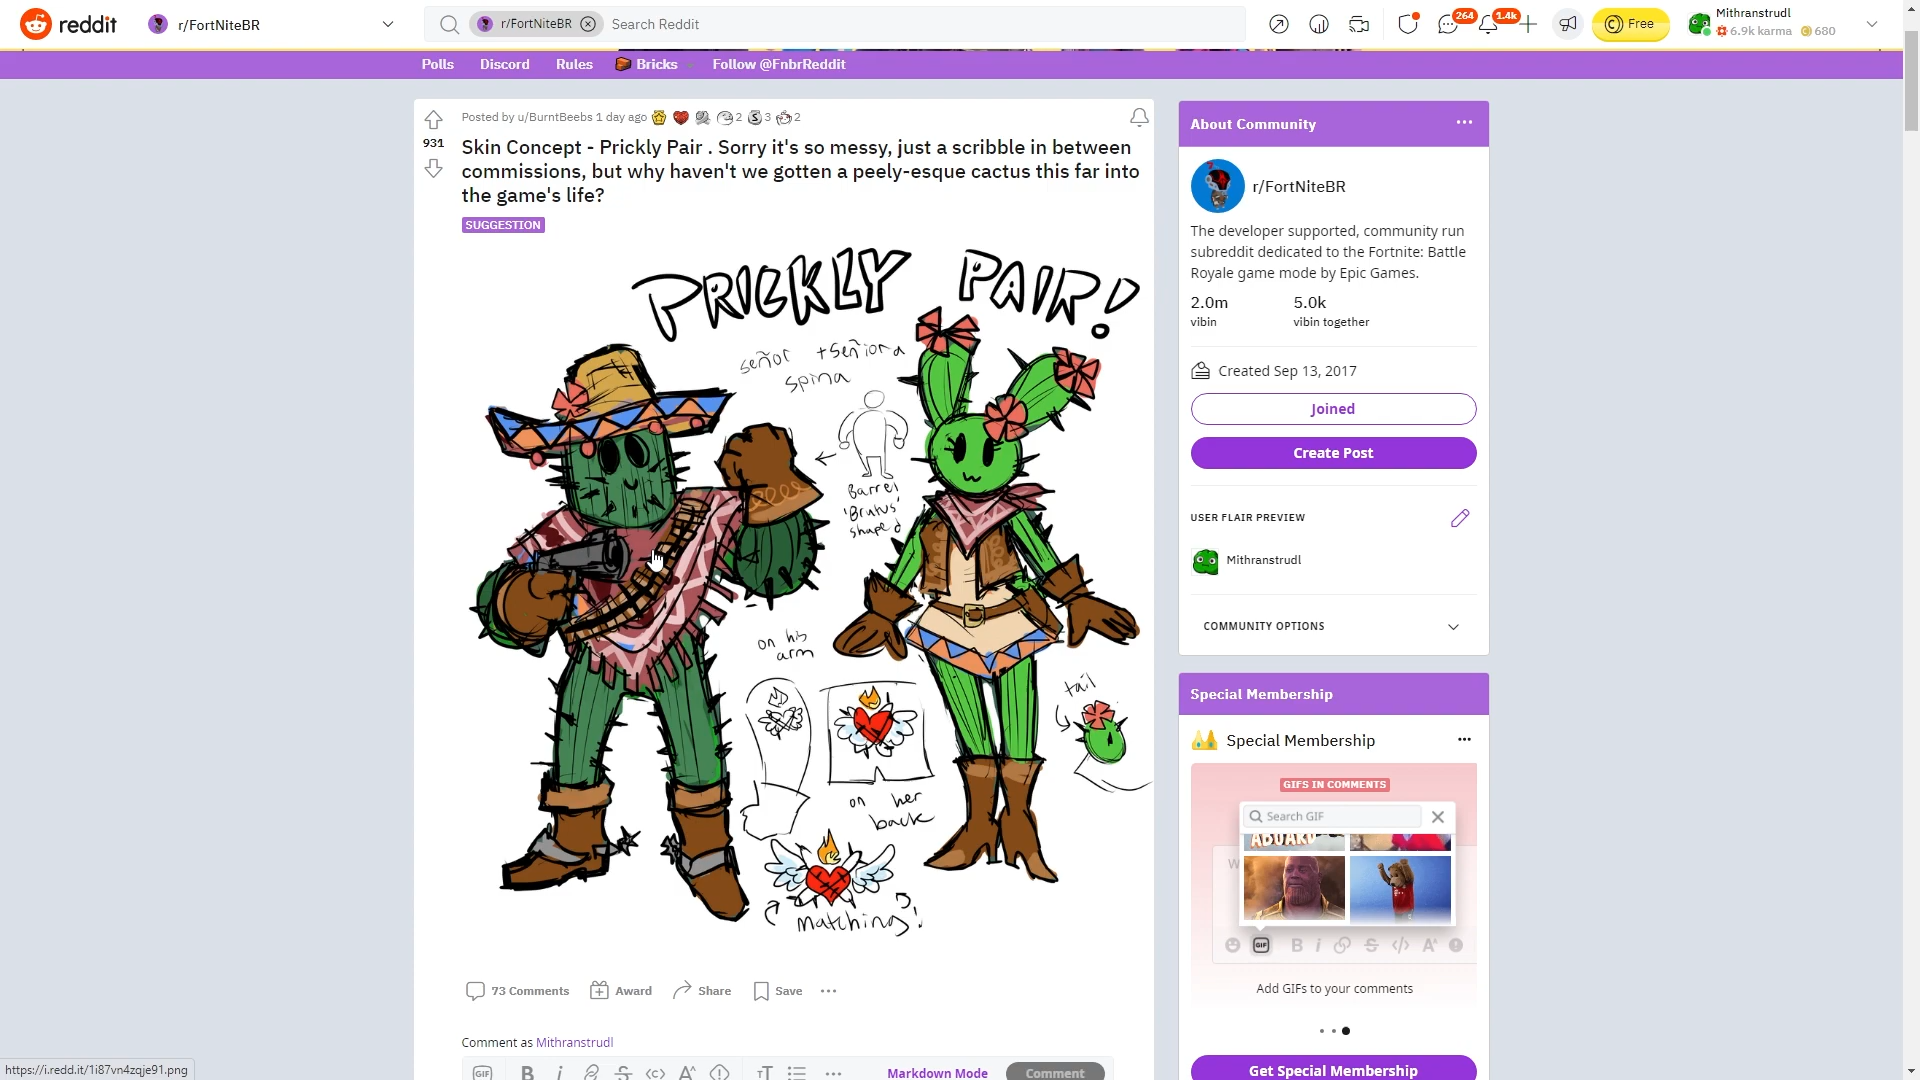 reddit
r/FortNiteBR
r/FortNiteBR
Search Reddit
264
1.4k
Free
Mithranstrudl
6.9k karma
680
Polls
Discord
Rules
Bricks
Follow @FnbrReddit
931
Posted by u/BurntBeebs 1 day ago
2
3
2
Skin Concept - Prickly Pair . Sorry it's so messy, just a scribble in between
commissions, but why haven't we gotten a peely-esque cactus this far into
the game's life?
SUGGESTION
PRICKLY PAIR!
señor + señiora
spina
Barrel
'Brutus'
shaped
on his
arm
tail
on her
back
matching!
73 Comments
Award
Share
Save
Comment as Mithranstrudl
GIF
Markdown Mode
Comment
About Community
r/FortNiteBR
The developer supported, community run
subreddit dedicated to the Fortnite: Battle
Royale game mode by Epic Games.
2.0m
5.0k
vibin
vibin together
Created Sep 13, 2017
Joined
Create Post
USER FLAIR PREVIEW
Mithranstrudl
COMMUNITY OPTIONS
Special Membership
Special Membership
GIFS IN COMMENTS
Search GIF
GIF
Add GIFs to your comments
Get Special Membership
https://i.redd.it/1i87vn4zqje91.png